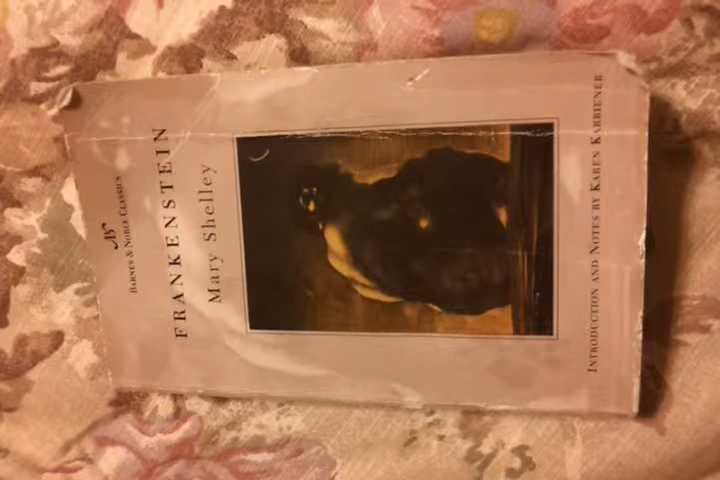 B
BARNES & NOBLE CLASSICS
FRANKENSTEIN
Mary Shelley
INTRODUCTION AND NOTES BY KAREN KARBIENER